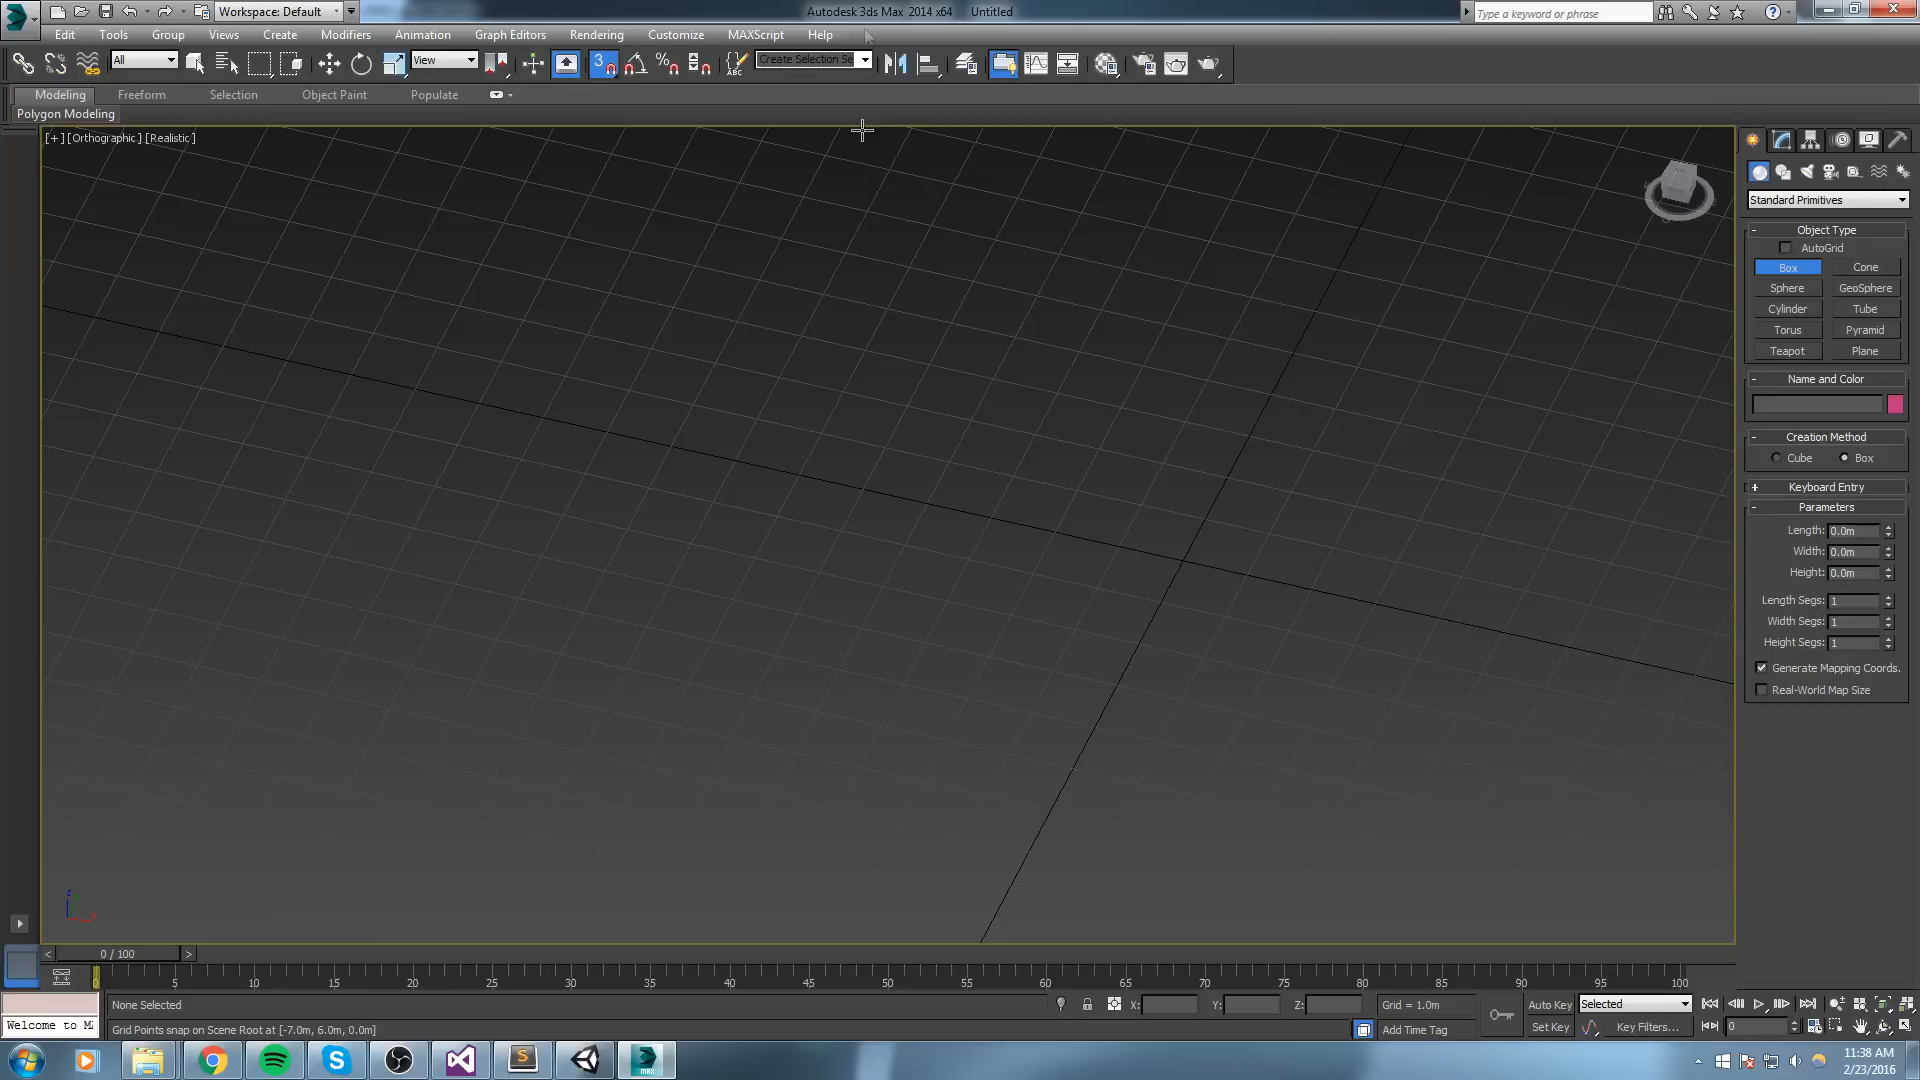 Workspace: Default
Autodesk 3ds Max 2014 x64 Untitled
Type a keyword or phrase
Edit Tools Group Views Create Modifiers Animation Graph Editors Rendering Customize MAXScript Help
All View Create Selection Se
Modeling Freeform Selection Object Paint Populate
Polygon Modeling
[+] [Orthographic] [Realistic]
Standard Primitives
- Object Type
AutoGrid
Box Cone
Sphere GeoSphere
Cylinder Tube
Torus Pyramid
Teapot Plane
- Name and Color
- Creation Method
Cube Box
+ Keyboard Entry
- Parameters
Length: 0.0m
Width: 0.0m
Height: 0.0m
Length Segs: 1
Width Segs: 1
Height Segs: 1
Generate Mapping Coords.
Real-World Map Size
z
< 0 / 100 >
0 5 10 15 20 25 30 35 40 45 50 55 60 65 70 75 80 85 90 95 100
None Selected X: Y: Z: Grid = 1.0m Auto Key Selected
Welcome to M
Grid Points snap on Scene Root at [-7.0m, 6.0m, 0.0m] Add Time Tag Set Key Key Filters... 0
11:38 AM
2/23/2016